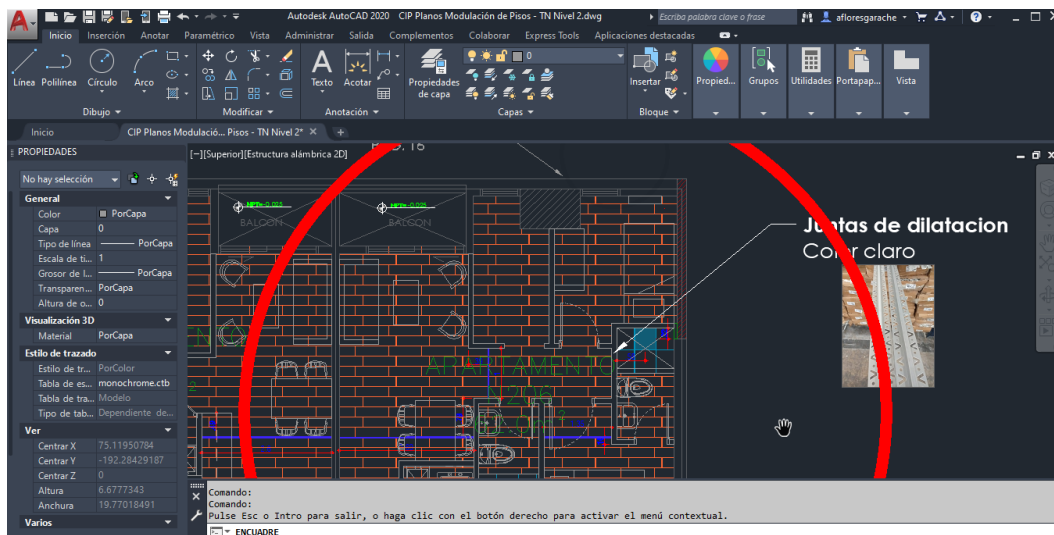 Autodesk AutoCAD 2020 CIP Planos Modulación de Pisos - TN Nivel 2.dwg
Escriba palabra clave o frase
afloresgarache
Inicio Inserción Anotar Paramétrico Vista Administrar Salida Complementos Colaborar Express Tools Aplicaciones destacadas
Línea Polilínea Círculo Arco
Texto Acotar
Propiedades de capa
0
Insertar
Propied... Grupos Utilidades Portapap... Vista
Dibujo Modificar Anotación Capas Bloque
Inicio
CIP Planos Modulació... Pisos - TN Nivel 2*
PROPIEDADES
[−][Superior][Estructura alámbrica 2D]
No hay selección
General
Color PorCapa
Capa 0
Tipo de línea PorCapa
Escala de ti... 1
Grosor de l... PorCapa
Transparen... PorCapa
Altura de o... 0
Visualización 3D
Material PorCapa
Estilo de trazado
Estilo de tr... PorColor
Tabla de es... monochrome.ctb
Tabla de tra... Modelo
Tipo de tab... Dependiente de...
Ver
Centrar X 75.11950784
Centrar Y -192.28429187
Centrar Z 0
Altura 6.6777343
Anchura 19.77018491
Varios
BALCON
BALCON
Juntas de dilatacion
Color claro
APARTAMENTO
N206
Comando:
Comando:
Pulse Esc o Intro para salir, o haga clic con el botón derecho para activar el menú contextual.
ENCUADRE